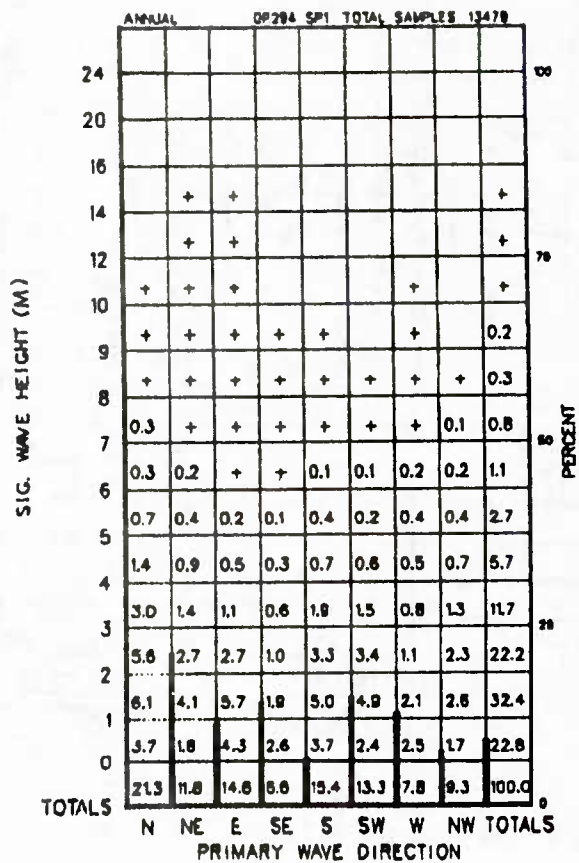 ANNUAL OP294 SP1 TOTAL SAMPLES 13479
24 100
20
16
+ + +
14
+ + + 75
12
+ + + + +
10
+ + + + + + 0.2
9
+ + + + + + + + 0.3
8
0.3 + + + + + + 0.1 0.8
7 50
0.3 0.2 + + 0.1 0.1 0.2 0.2 1.1
6
0.7 0.4 0.2 0.1 0.4 0.2 0.4 0.4 2.7
5
1.4 0.9 0.5 0.3 0.7 0.6 0.5 0.7 5.7
4
3.0 1.4 1.1 0.6 1.9 1.5 0.8 1.3 11.7
3 25
5.6 2.7 2.7 1.0 3.3 3.4 1.1 2.3 22.2
2
6.1 4.1 5.7 1.9 5.0 4.9 2.1 2.6 32.4
1
3.7 1.8 4.3 2.6 3.7 2.4 2.5 1.7 22.8
0
TOTALS 21.3 11.8 14.6 6.6 15.4 13.3 7.8 9.3 100.0 0
N NE E SE S SW W NW TOTALS
PRIMARY WAVE DIRECTION
SIG. WAVE HEIGHT (M)
PERCENT